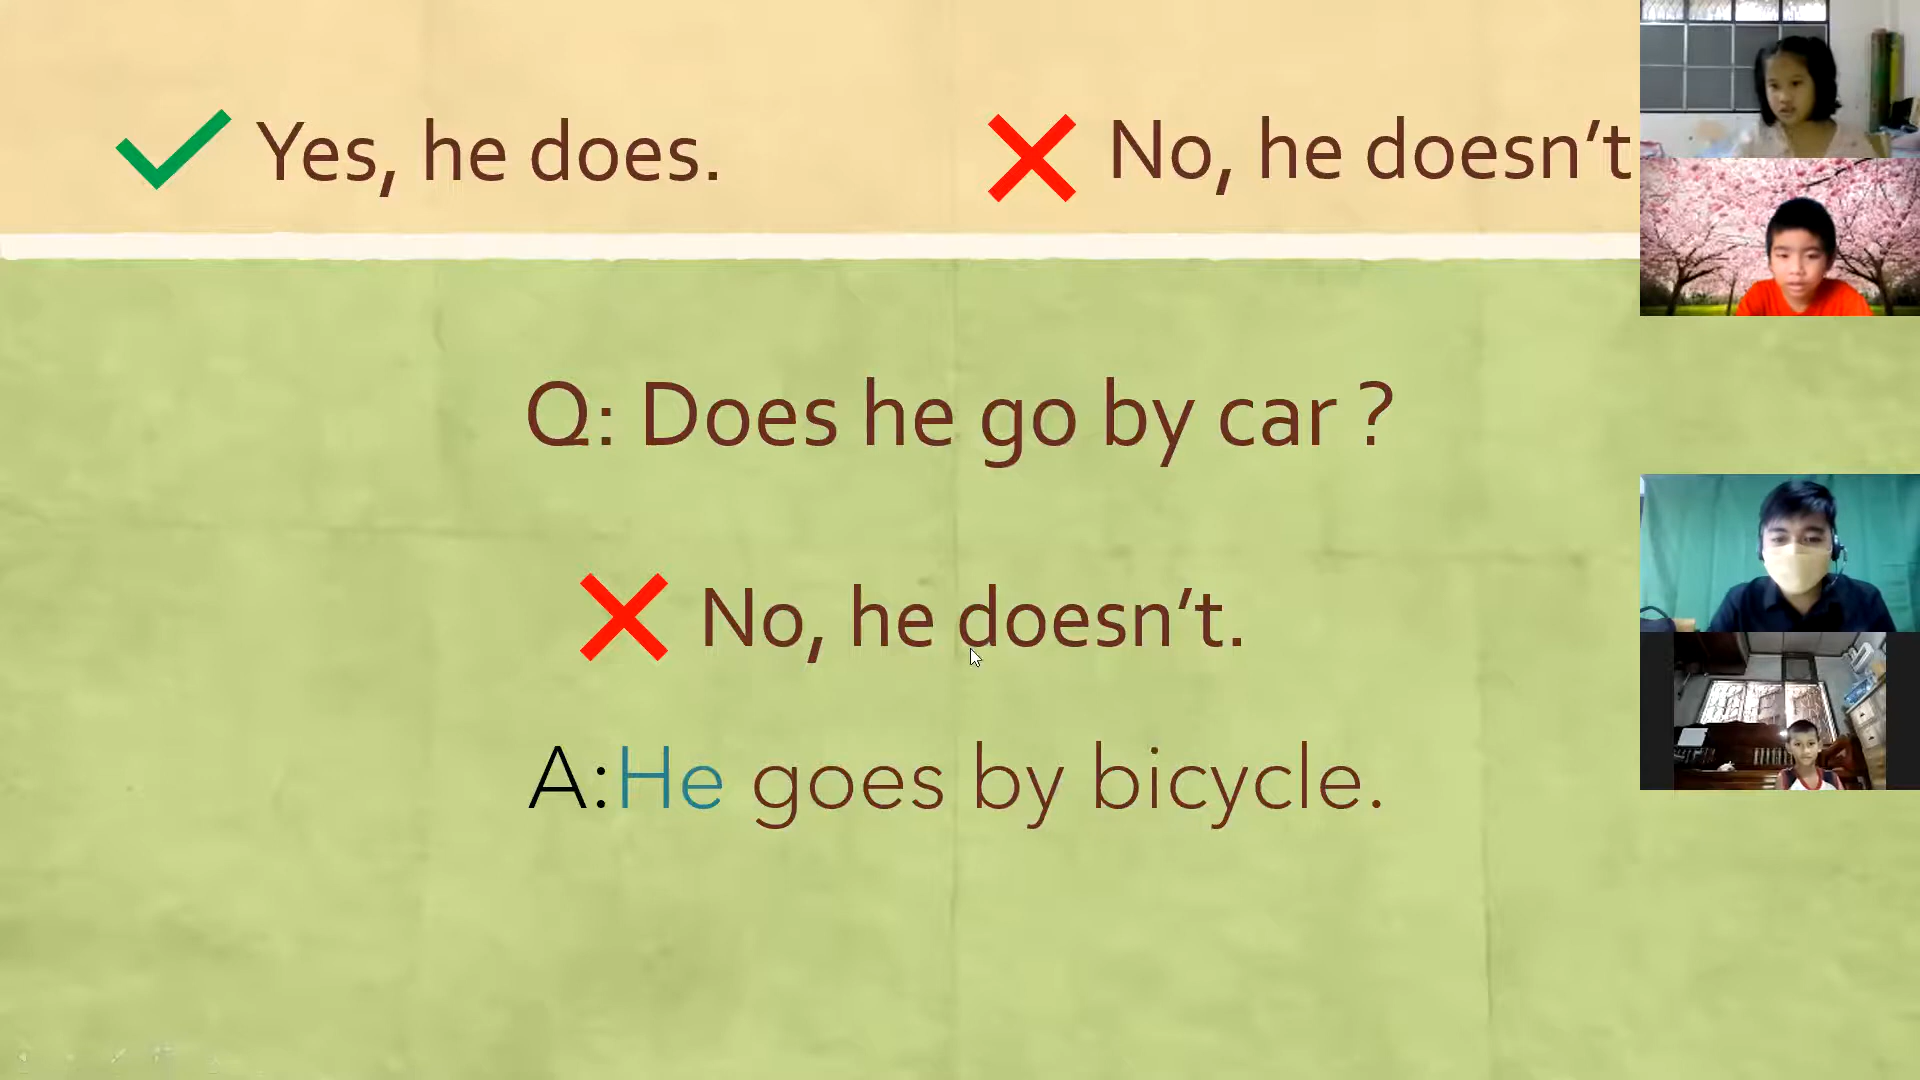 Yes, he does.
No, he doesn’t
Q: Does he go by car ?
No, he doesn’t.
A:He goes by bicycle.